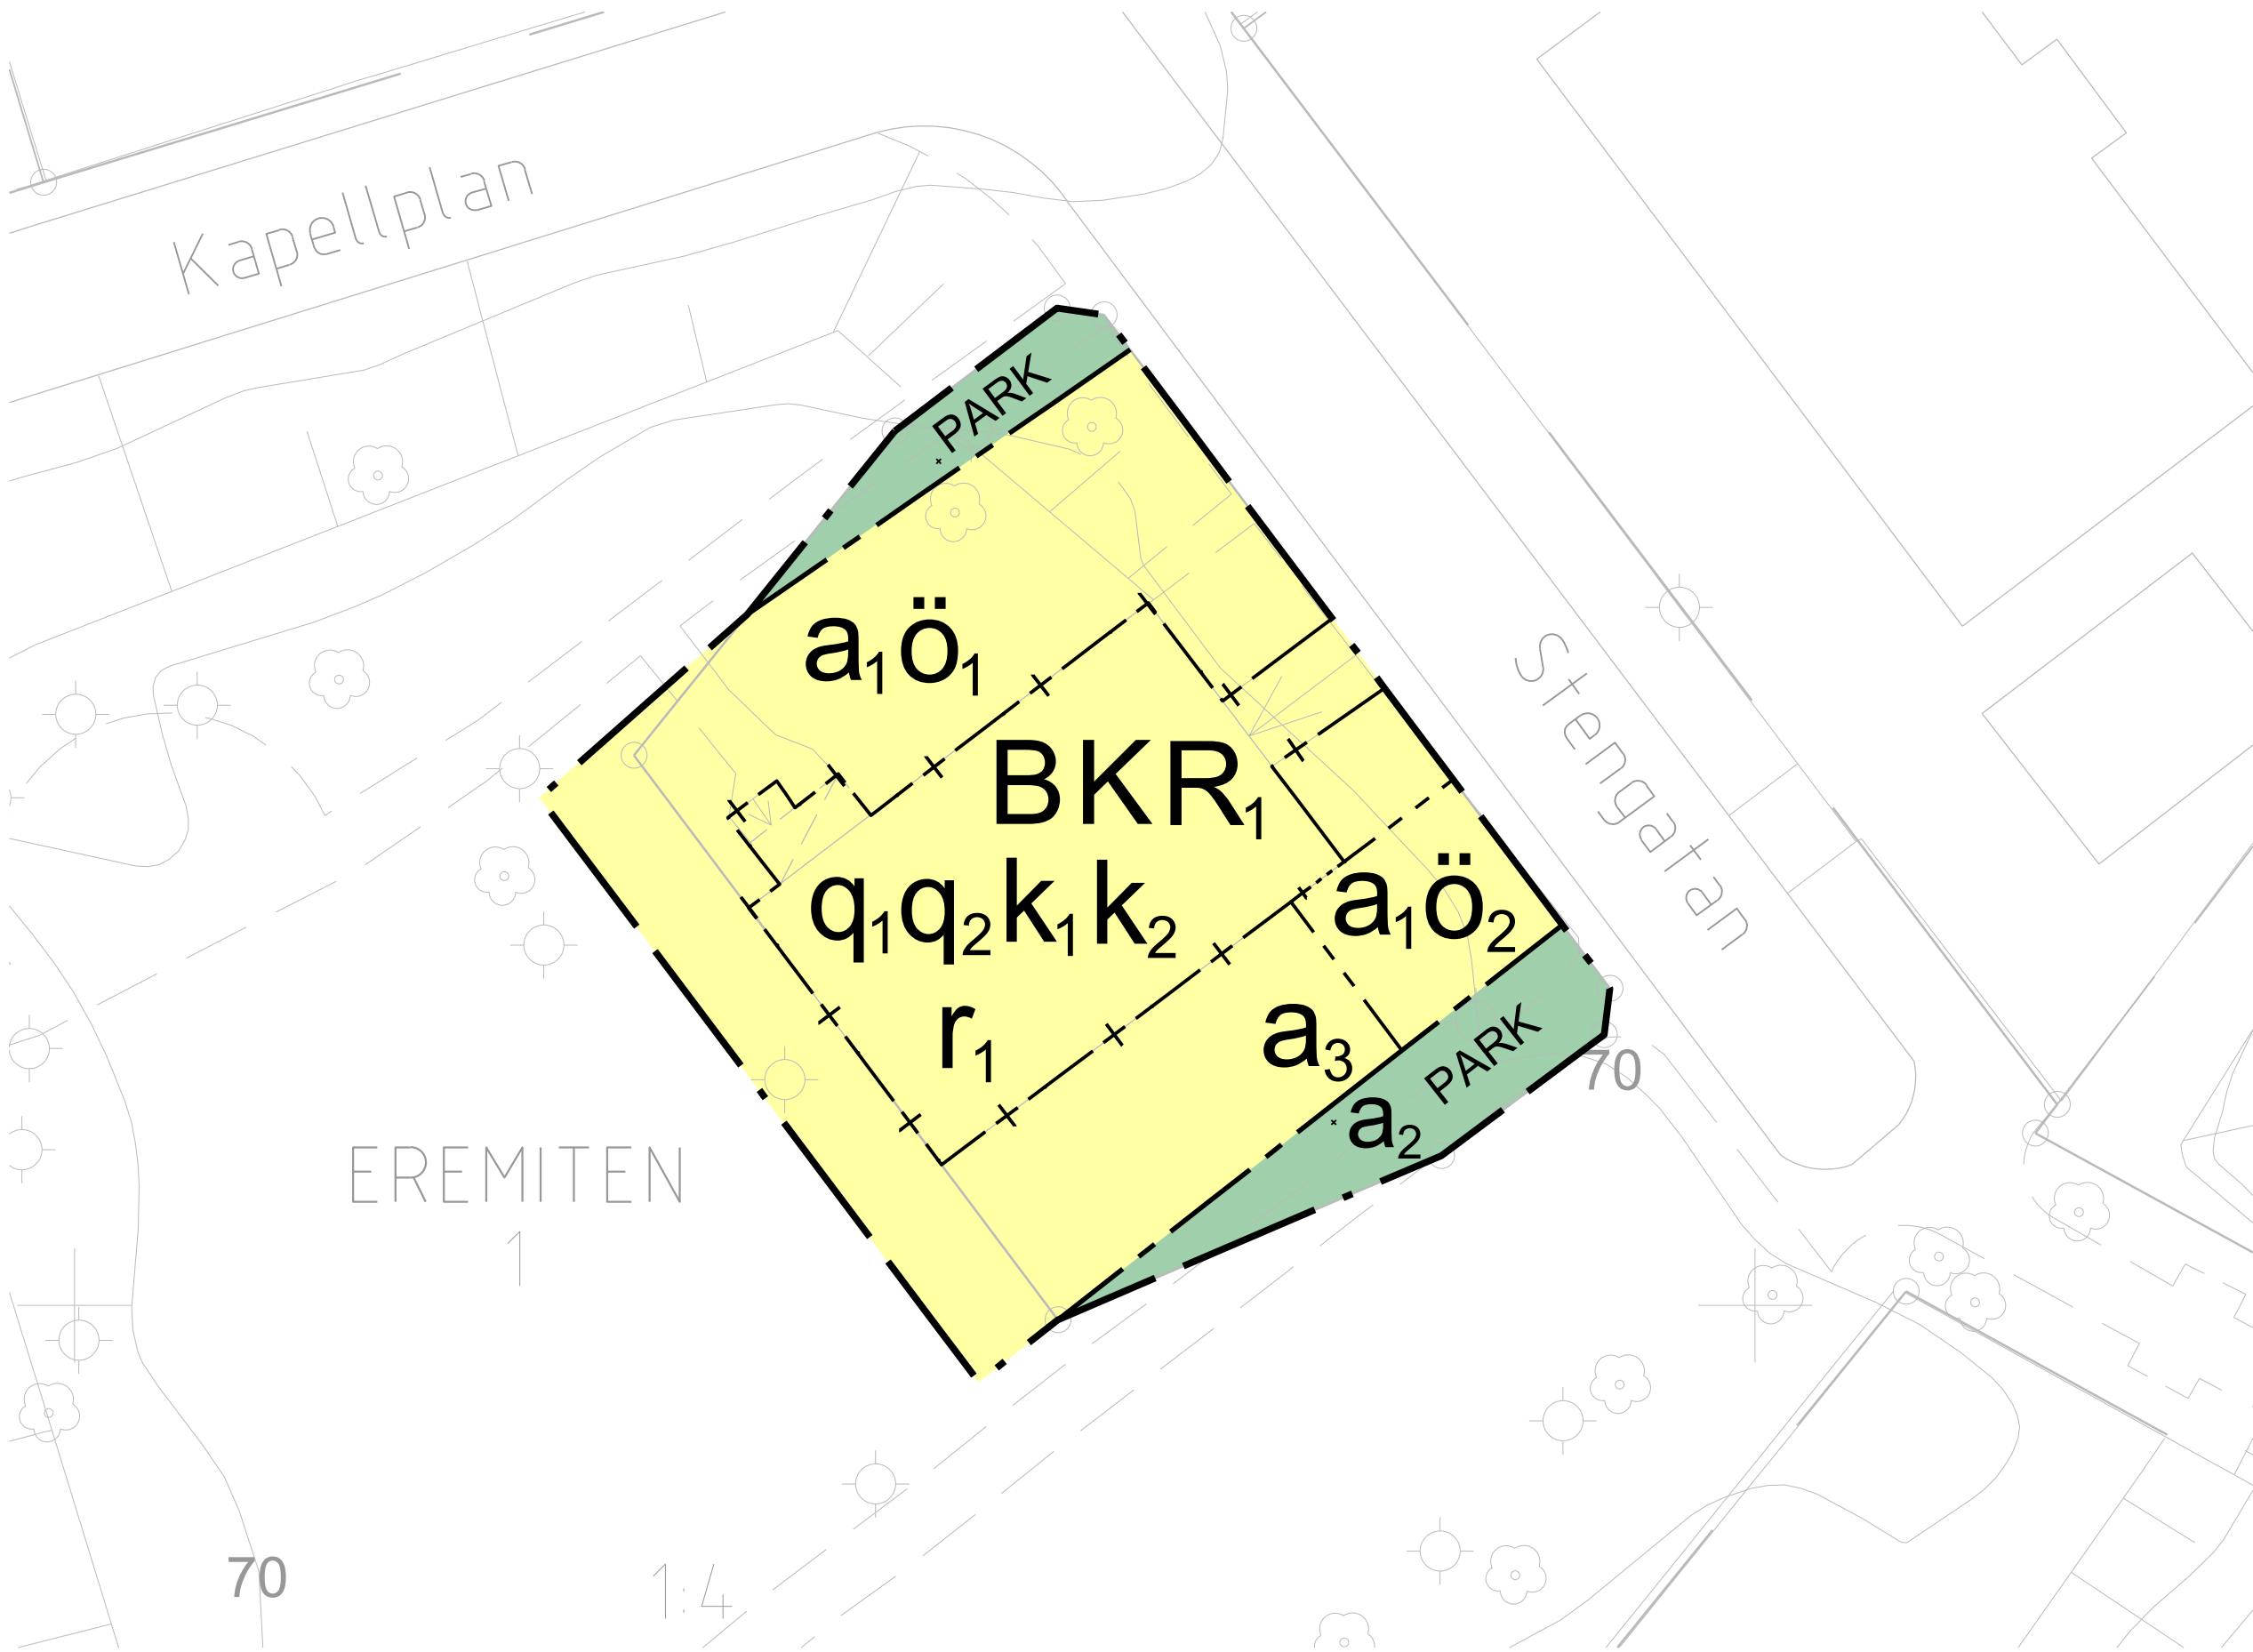 Kapellplan
PARK
a1ö1
Stengatan
BKR1
q1q2k1k2
a1ö2
r1
a3
PARK
70
a2
EREMITEN
1
70
1:4